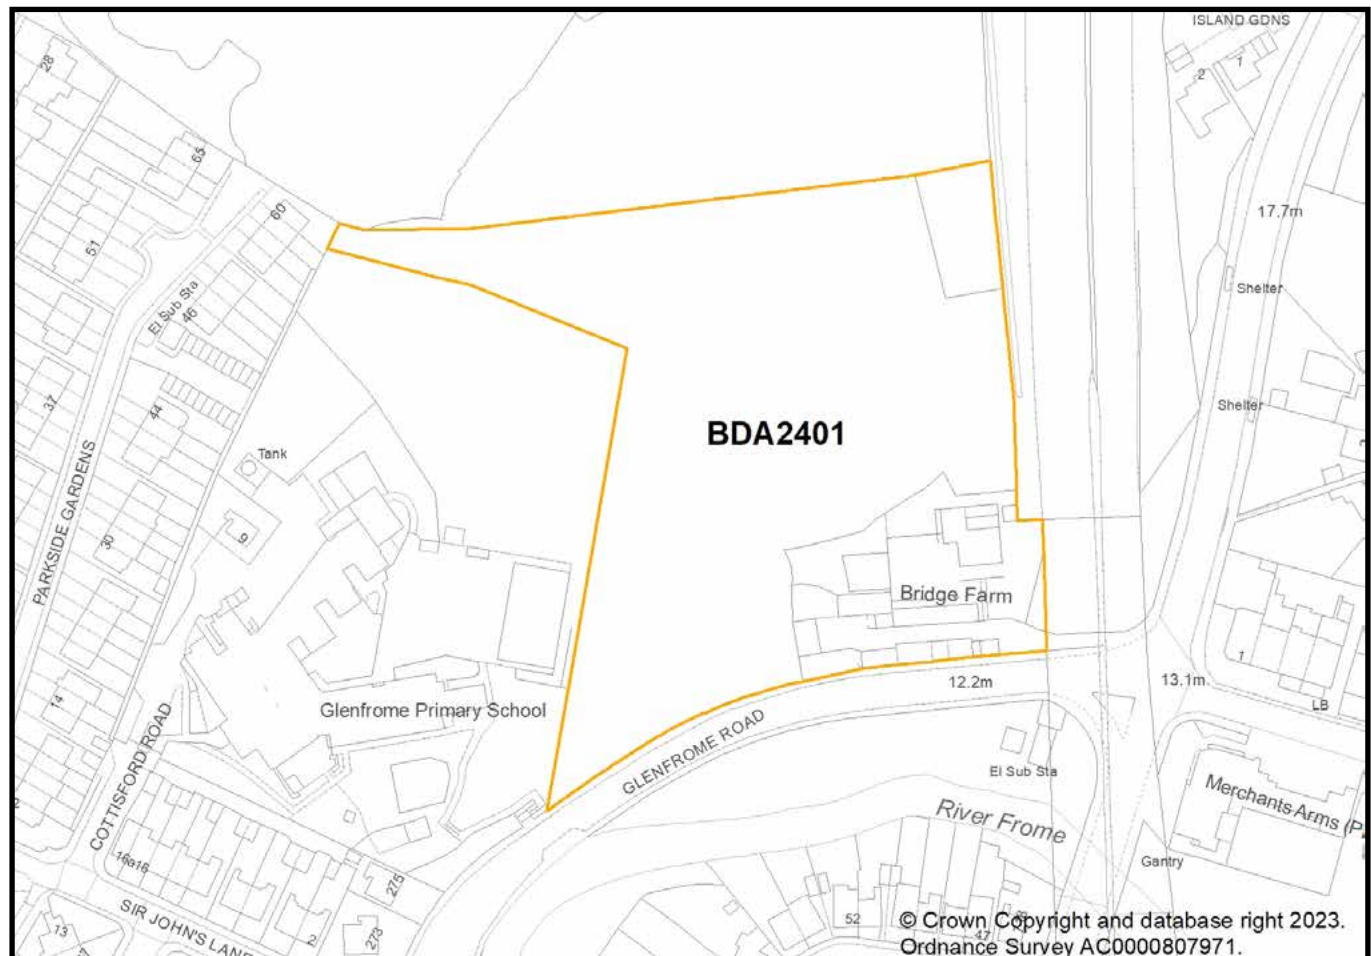 ISLAND GDNS
28
1
2
65
60
17.7m
51
El Sub Sta
46
Shelter
37
44
Shelter
BDA2401
Tank
PARKSIDE GARDENS
9
30
Bridge Farm
14
Glenfrome Primary School
12.2m
13.1m
1
LB
GLENFROME ROAD
COTTISFORD ROAD
El Sub Sta
River Frome
Merchants Arms (P
Gantry
16a16
275
SIR JOHN'S LANE
13
2
273
52
47
© Crown Copyright and database right 2023.
Ordnance Survey AC0000807971.